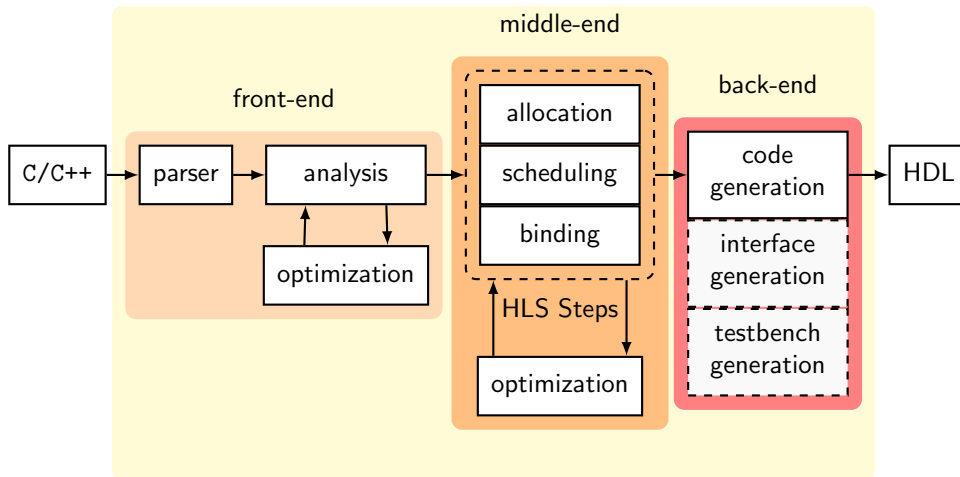 middle-end
front-end
back-end
C/C++
parser
analysis
optimization
allocation
scheduling
binding
HLS Steps
optimization
code
generation
interface
generation
testbench
generation
HDL